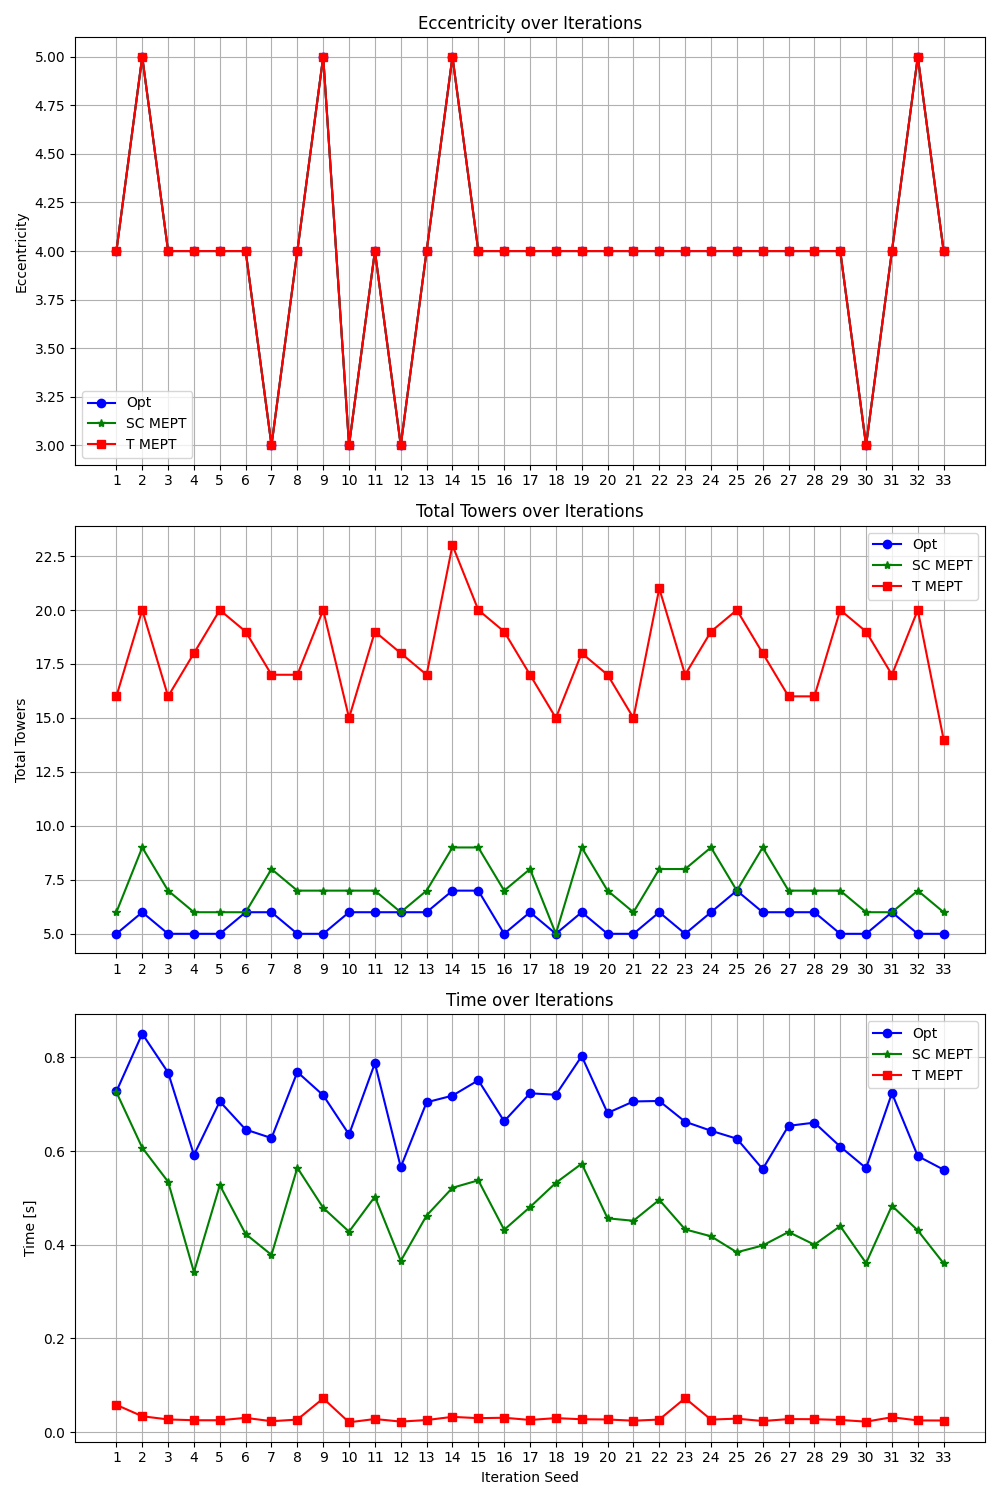 Eccentricity over Iterations
5.00
4.75
4.50
4.25
4.00
3.75
3.50
3.25
3.00
Eccentricity
Opt
SC MEPT
T MEPT
1 2 3 4 5 6 7 8 9 10 11 12 13 14 15 16 17 18 19 20 21 22 23 24 25 26 27 28 29 30 31 32 33
Total Towers over Iterations
22.5
20.0
17.5
15.0
12.5
10.0
7.5
5.0
Total Towers
Opt
SC MEPT
T MEPT
1 2 3 4 5 6 7 8 9 10 11 12 13 14 15 16 17 18 19 20 21 22 23 24 25 26 27 28 29 30 31 32 33
Time over Iterations
0.8
0.6
0.4
0.2
0.0
Time [s]
Opt
SC MEPT
T MEPT
1 2 3 4 5 6 7 8 9 10 11 12 13 14 15 16 17 18 19 20 21 22 23 24 25 26 27 28 29 30 31 32 33
Iteration Seed